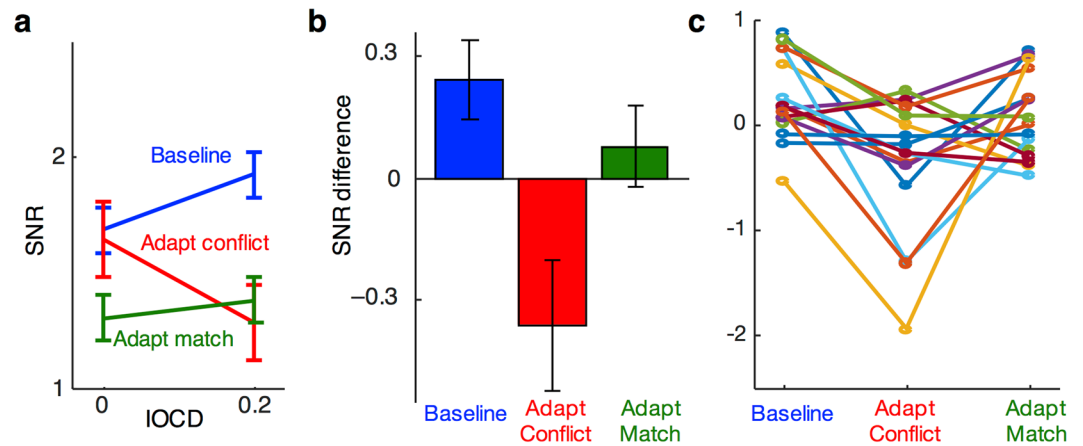 a
SNR
2
1
Baseline
Adapt conflict
Adapt match
0
0.2
IOCD
b
SNR difference
0.3
0
−0.3
Baseline
Adapt
Conflict
Adapt
Match
c
1
0
-1
-2
Baseline
Adapt
Conflict
Adapt
Match